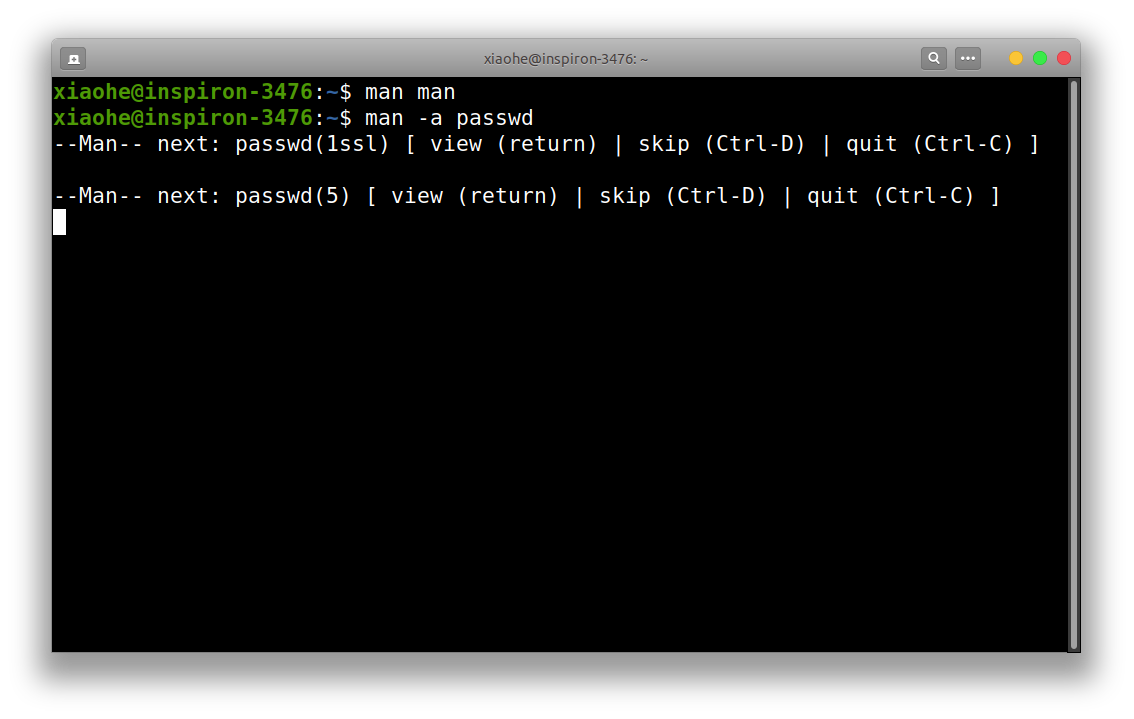 xiaohe@inspiron-3476: ~
xiaohe@inspiron-3476:~$ man man
xiaohe@inspiron-3476:~$ man -a passwd
--Man-- next: passwd(1ssl) [ view (return) | skip (Ctrl-D) | quit (Ctrl-C) ]
--Man-- next: passwd(5) [ view (return) | skip (Ctrl-D) | quit (Ctrl-C) ]